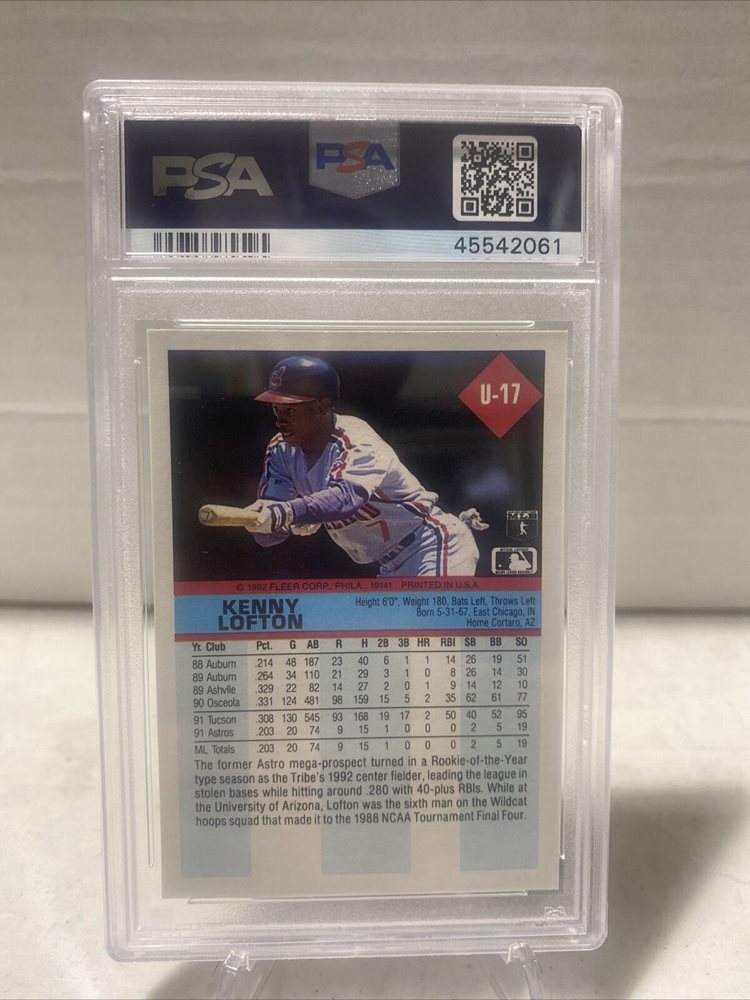 PSA
PSA
45542061
U-17
7
© 1992 FLEER CORP., PHILA., 19141 PRINTED IN U.S.A.
KENNY
LOFTON
Height 6'0", Weight 180, Bats Left, Throws Left
Born 5-31-67, East Chicago, IN
Home Cortaro, AZ
Yr. Club Pct. G AB R H 2B 3B HR RBI SB BB SO
88 Auburn .214 48 187 23 40 6 1 1 14 26 19 51
89 Auburn .264 34 110 21 29 3 1 0 8 26 14 30
89 Ashvlle .329 22 82 14 27 2 0 1 9 14 12 10
90 Osceola .331 124 481 98 159 15 5 2 35 62 61 77
91 Tucson .308 130 545 93 168 19 17 2 50 40 52 95
91 Astros .203 20 74 9 15 1 0 0 0 2 5 19
ML Totals .203 20 74 9 15 1 0 0 0 2 5 19
The former Astro mega-prospect turned in a Rookie-of-the-Year
type season as the Tribe's 1992 center fielder, leading the league in
stolen bases while hitting around .280 with 40-plus RBIs. While at
the University of Arizona, Lofton was the sixth man on the Wildcat
hoops squad that made it to the 1988 NCAA Tournament Final Four.